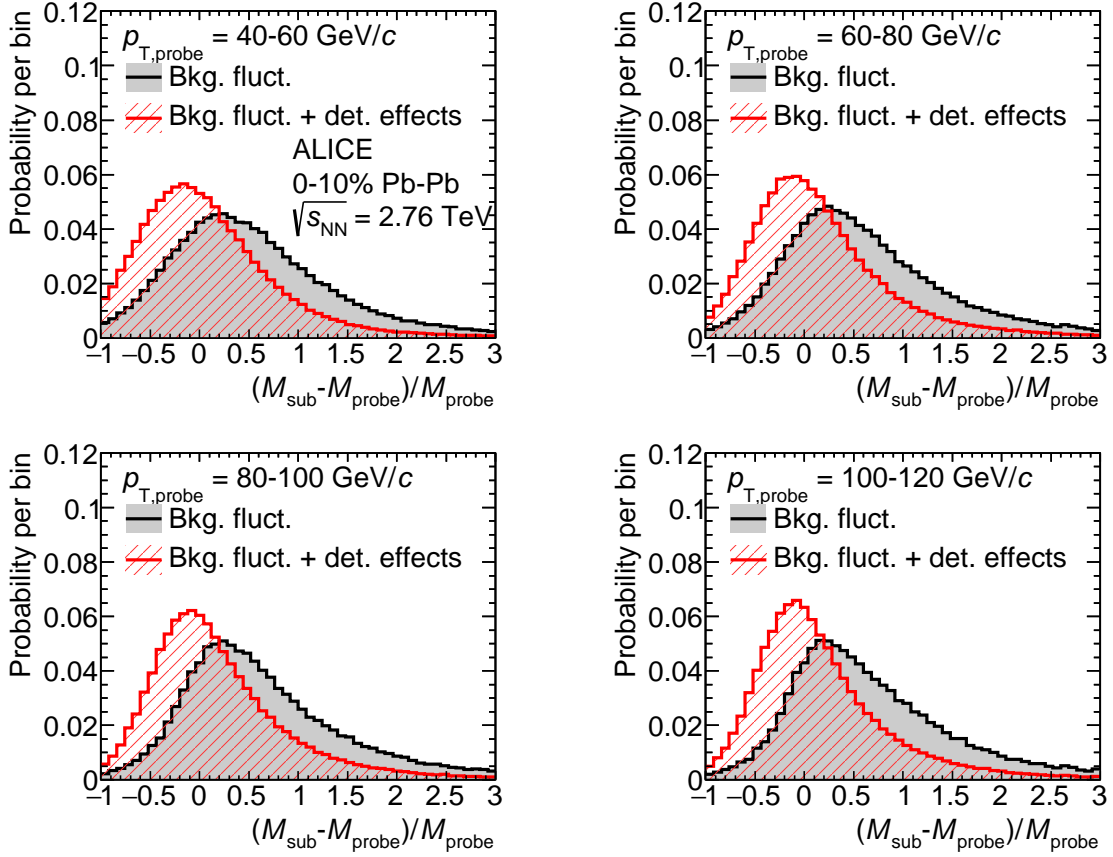 p_T,probe = 40-60 GeV/c
Bkg. fluct.
Bkg. fluct. + det. effects
ALICE
0-10% Pb-Pb
√s_NN = 2.76 TeV
Probability per bin
0.12
0.1
0.08
0.06
0.04
0.02
0
−1 −0.5 0 0.5 1 1.5 2 2.5 3
(M_sub-M_probe)/M_probe
p_T,probe = 60-80 GeV/c
Bkg. fluct.
Bkg. fluct. + det. effects
Probability per bin
0.12
0.1
0.08
0.06
0.04
0.02
0
−1 −0.5 0 0.5 1 1.5 2 2.5 3
(M_sub-M_probe)/M_probe
p_T,probe = 80-100 GeV/c
Bkg. fluct.
Bkg. fluct. + det. effects
Probability per bin
0.12
0.1
0.08
0.06
0.04
0.02
0
−1 −0.5 0 0.5 1 1.5 2 2.5 3
(M_sub-M_probe)/M_probe
p_T,probe = 100-120 GeV/c
Bkg. fluct.
Bkg. fluct. + det. effects
Probability per bin
0.12
0.1
0.08
0.06
0.04
0.02
0
−1 −0.5 0 0.5 1 1.5 2 2.5 3
(M_sub-M_probe)/M_probe